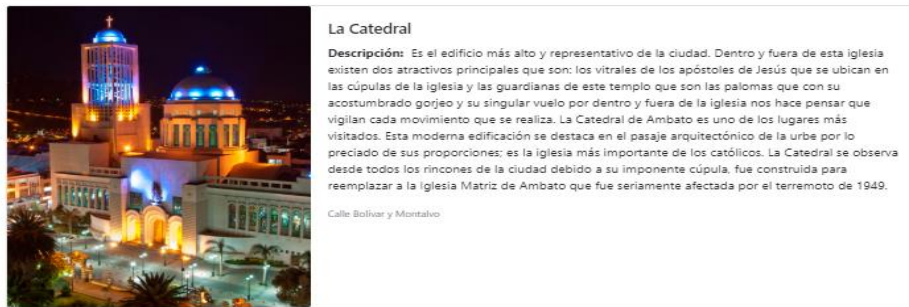 La Catedral
Descripción: Es el edificio más alto y representativo de la ciudad. Dentro y fuera de esta iglesia
existen dos atractivos principales que son: los vitrales de los apóstoles de Jesús que se ubican en
las cúpulas de la iglesia y las guardianas de este templo que son las palomas que con su
acostumbrado gorjeo y su singular vuelo por dentro y fuera de la iglesia nos hace pensar que
vigilan cada movimiento que se realiza. La Catedral de Ambato es uno de los lugares más
visitados. Esta moderna edificación se destaca en el pasaje arquitectónico de la urbe por lo
preciado de sus proporciones; es la iglesia más importante de los católicos. La Catedral se observa
desde todos los rincones de la ciudad debido a su imponente cúpula, fue construida para
reemplazar a la Iglesia Matriz de Ambato que fue seriamente afectada por el terremoto de 1949.
Calle Bolívar y Montalvo